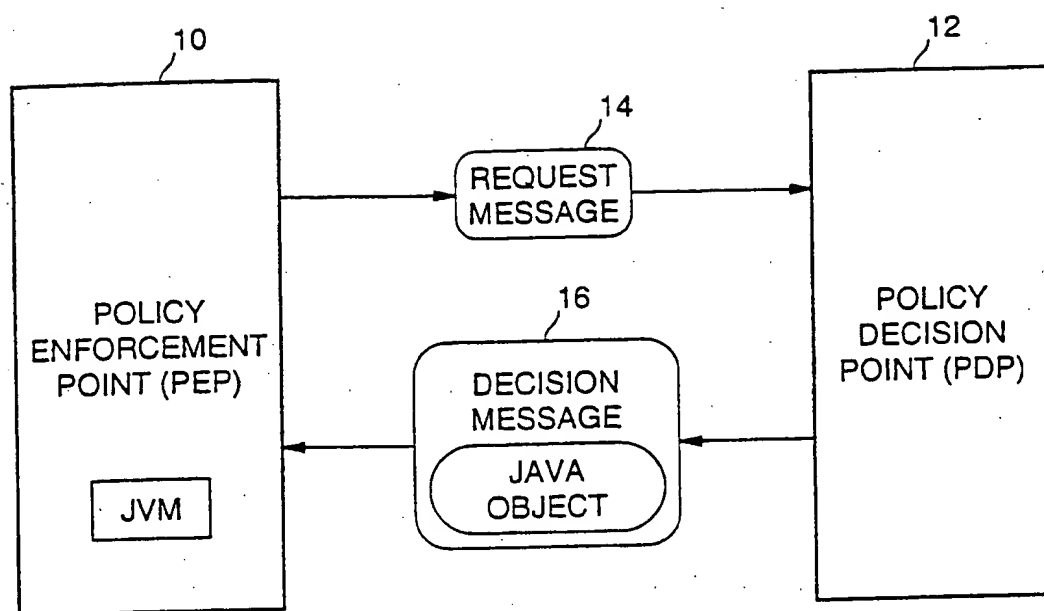 10
12
14
REQUEST
MESSAGE
POLICY
ENFORCEMENT
POINT (PEP)
JVM
16
DECISION
MESSAGE
JAVA
OBJECT
POLICY
DECISION
POINT (PDP)